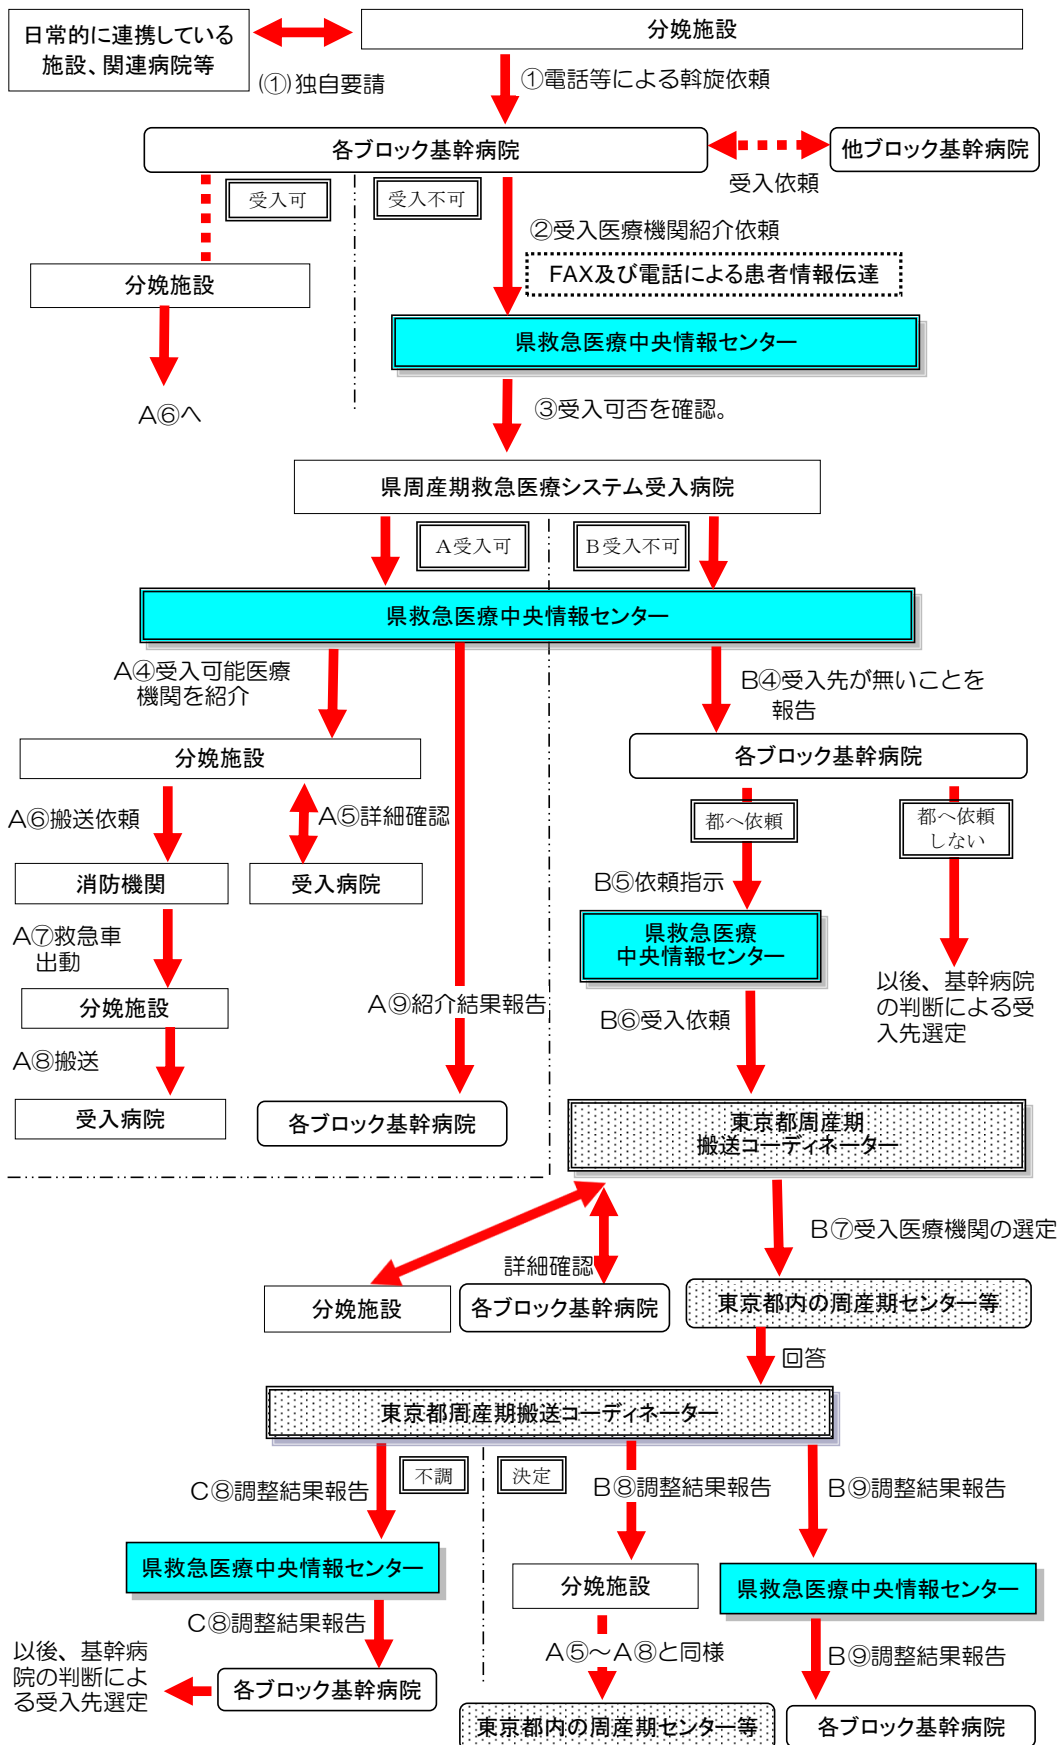 日常的に連携している
施設、関連病院等
分娩施設
(①)独自要請
①電話等による斡旋依頼
各ブロック基幹病院
他ブロック基幹病院
受入依頼
受入可
受入不可
②受入医療機関紹介依頼
FAX及び電話による患者情報伝達
分娩施設
県救急医療中央情報センター
A⑥へ
③受入可否を確認。
県周産期救急医療システム受入病院
A受入可
B受入不可
県救急医療中央情報センター
A④受入可能医療
機関を紹介
B④受入先が無いことを
報告
分娩施設
各ブロック基幹病院
A⑥搬送依頼
A⑤詳細確認
都へ依頼
都へ依頼
しない
消防機関
受入病院
B⑤依頼指示
A⑦救急車
出動
県救急医療
中央情報センター
以後、基幹病院
の判断による受
入先選定
分娩施設
A⑨紹介結果報告
B⑥受入依頼
A⑧搬送
受入病院
各ブロック基幹病院
東京都周産期
搬送コーディネーター
B⑦受入医療機関の選定
詳細確認
分娩施設
各ブロック基幹病院
東京都内の周産期センター等
回答
東京都周産期搬送コーディネーター
不調
決定
C⑧調整結果報告
B⑧調整結果報告
B⑨調整結果報告
県救急医療中央情報センター
分娩施設
県救急医療中央情報センター
C⑧調整結果報告
A⑤～A⑧と同様
B⑨調整結果報告
以後、基幹病
院の判断によ
る受入先選定
各ブロック基幹病院
東京都内の周産期センター等
各ブロック基幹病院